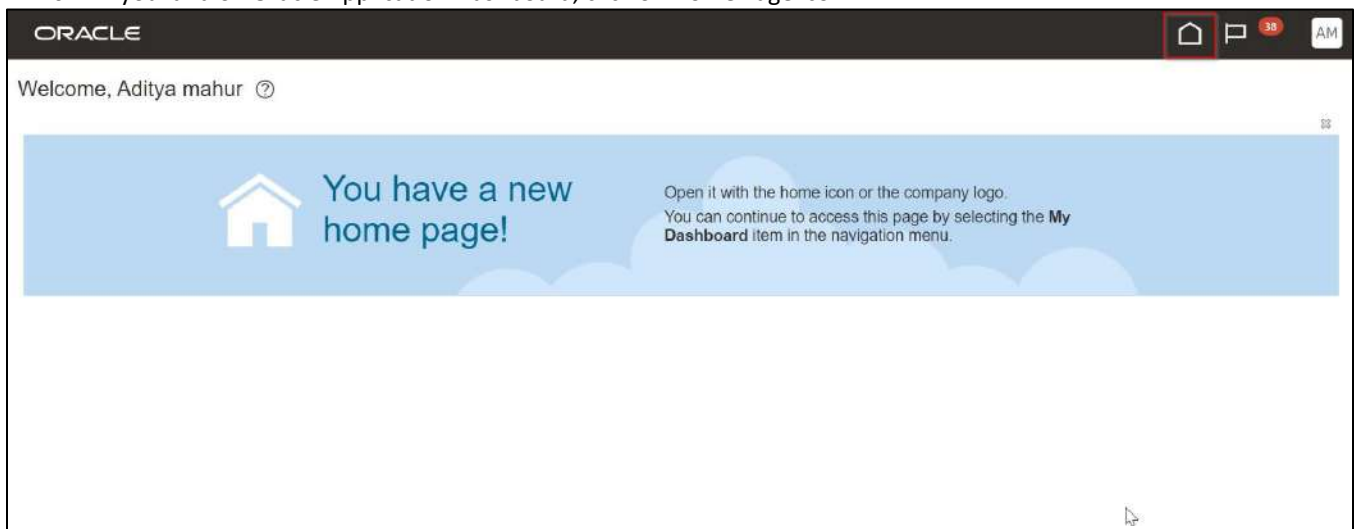 ORACLE
38
AM
Welcome, Aditya mahur ?
You have a new
home page!
Open it with the home icon or the company logo.
You can continue to access this page by selecting the My
Dashboard item in the navigation menu.